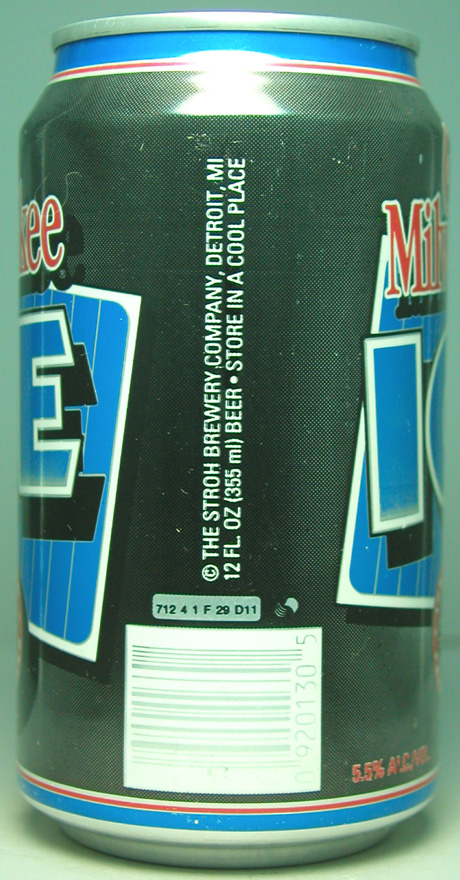 kee
®
E
Milw
I
© THE STROH BREWERY COMPANY, DETROIT, MI
12 FL. OZ (355 ml) BEER • STORE IN A COOL PLACE
712 4 1 F 29 D11
0 920130 5
5.5% ALC./VOL.